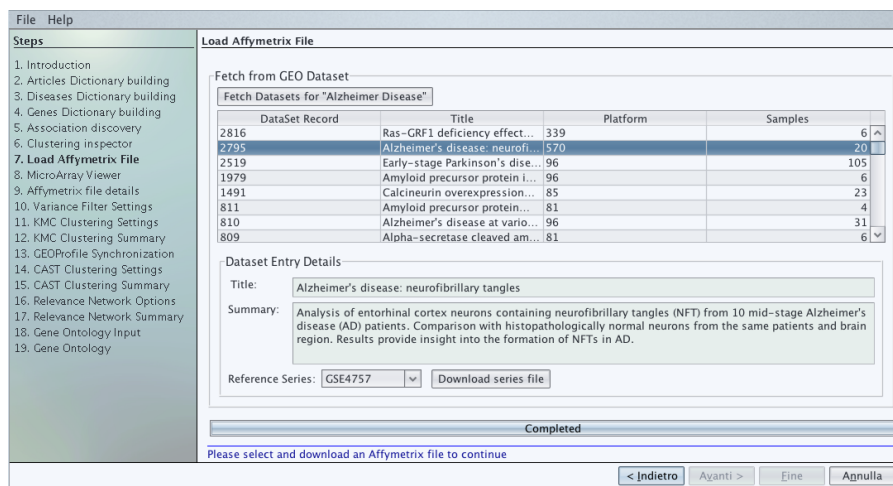 File Help
Steps
1. Introduction
2. Articles Dictionary building
3. Diseases Dictionary building
4. Genes Dictionary building
5. Association discovery
6. Clustering inspector
7. Load Affymetrix File
8. MicroArray Viewer
9. Affymetrix file details
10. Variance Filter Settings
11. KMC Clustering Settings
12. KMC Clustering Summary
13. GEOProfile Synchronization
14. CAST Clustering Settings
15. CAST Clustering Summary
16. Relevance Network Options
17. Relevance Network Summary
18. Gene Ontology Input
19. Gene Ontology
Load Affymetrix File
Fetch from GEO Dataset
Fetch Datasets for "Alzheimer Disease"
DataSet Record Title Platform Samples
2816 Ras-GRF1 deficiency effect... 339 6
2795 Alzheimer's disease: neurofi... 570 20
2519 Early-stage Parkinson's dise... 96 105
1979 Amyloid precursor protein i... 96 6
1491 Calcineurin overexpression... 85 23
811 Amyloid precursor protein... 81 4
810 Alzheimer's disease at vario... 96 31
809 Alpha-secretase cleaved am... 81 6
Dataset Entry Details
Title: Alzheimer's disease: neurofibrillary tangles
Summary: Analysis of entorhinal cortex neurons containing neurofibrillary tangles (NFT) from 10 mid-stage Alzheimer's
disease (AD) patients. Comparison with histopathologically normal neurons from the same patients and brain
region. Results provide insight into the formation of NFTs in AD.
Reference Series: GSE4757 Download series file
Completed
Please select and download an Affymetrix file to continue
< Indietro Avanti > Fine Annulla